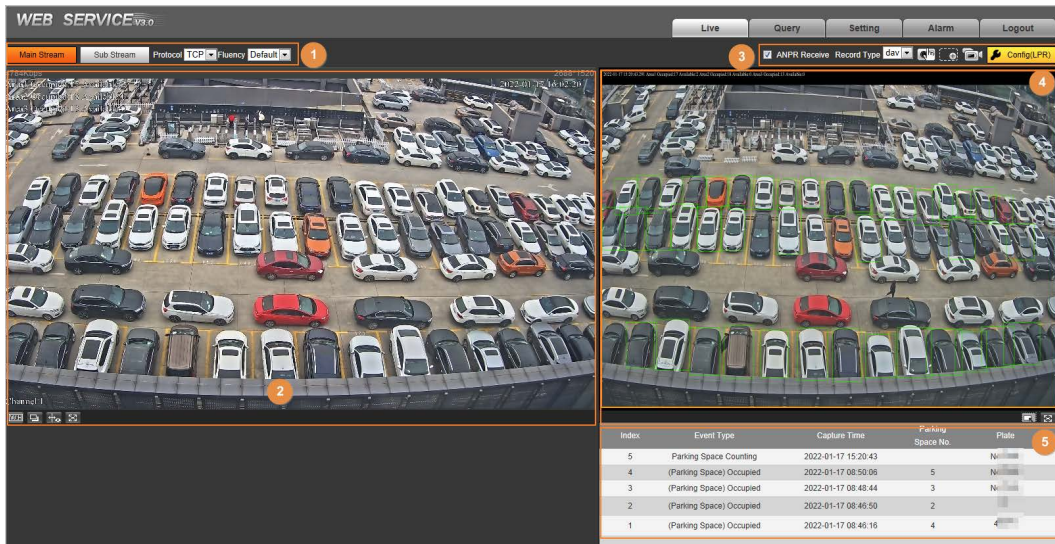 WEB SERVICE V3.0
Live Query Setting Alarm Logout
Main Stream Sub Stream Protocol TCP Fluency Default 1
3 ANPR Receive Record Type dav Config(LPR)
2688*1520
2022-01-17 16:02:20
4
2
Channel 1
Index Event Type Capture Time Parking Space No. Plate 5
5 Parking Space Counting 2022-01-17 15:20:43
4 (Parking Space) Occupied 2022-01-17 08:50:06 5
3 (Parking Space) Occupied 2022-01-17 08:48:44 3
2 (Parking Space) Occupied 2022-01-17 08:46:50 2
1 (Parking Space) Occupied 2022-01-17 08:46:16 4